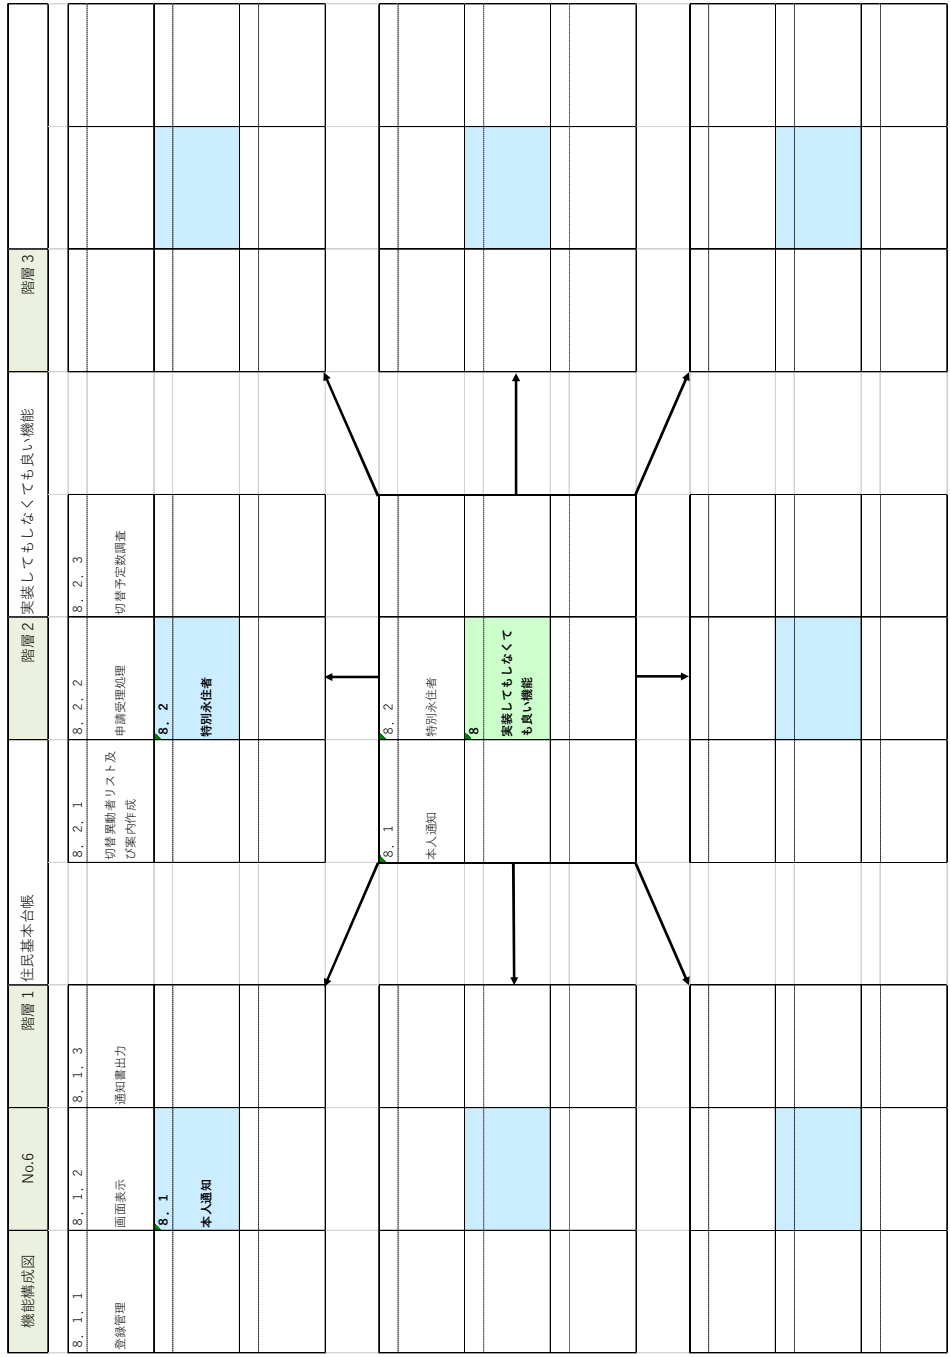 機能構成図 No.6 階層1 住民基本台帳 階層2 実装してもしなくても良い機能 階層3
8．1．1
登録管理
8．1．2
画面表示
8．1．3
通知書出力
8．1
本人通知
8．2．1
切替異動者リスト及
び案内作成
8．2．2
申請受理処理
8．2．3
切替予定数調査
8．2
特別永住者
8．1
本人通知
8．2
特別永住者
8
実装してもしなくて
も良い機能